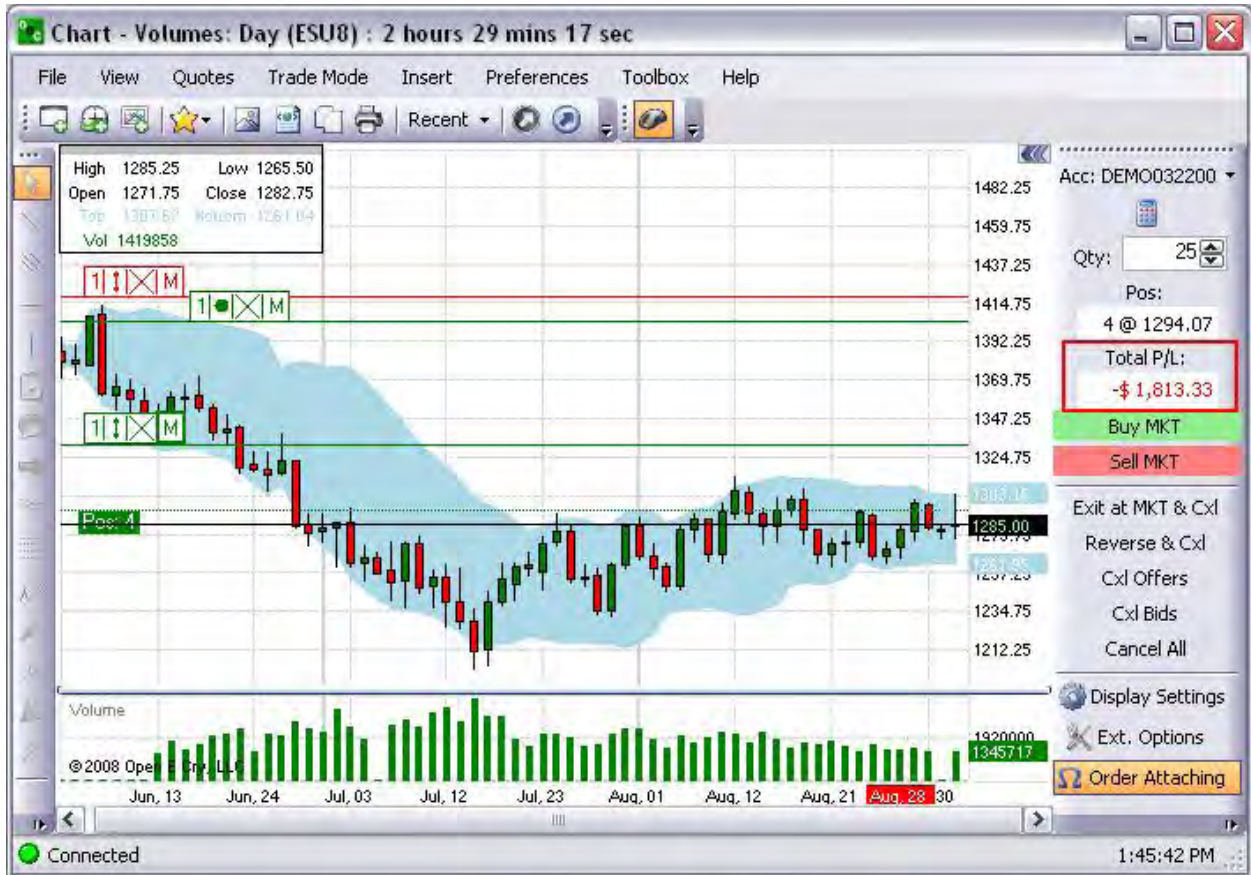 Chart - Volumes: Day (ESU8) : 2 hours 29 mins 17 sec
File View Quotes Trade Mode Insert Preferences Toolbox Help
Recent
High 1285.25 Low 1265.50
Open 1271.75 Close 1282.75
Vol 1419858
1 M
1 M
1 M
Pos: 4
1482.25
1459.75
1437.25
1414.75
1392.25
1369.75
1347.25
1324.75
1285.00
1234.75
1212.25
Volume
1920000
1345717
©2008 Open E Cry, LLC
Jun, 13 Jun, 24 Jul, 03 Jul, 12 Jul, 23 Aug, 01 Aug, 12 Aug, 21 Aug, 28 30
Acc: DEMO032200
Qty: 25
Pos:
4 @ 1294.07
Total P/L:
-$ 1,813.33
Buy MKT
Sell MKT
Exit at MKT & Cxl
Reverse & Cxl
Cxl Offers
Cxl Bids
Cancel All
Display Settings
Ext. Options
Order Attaching
Connected 1:45:42 PM